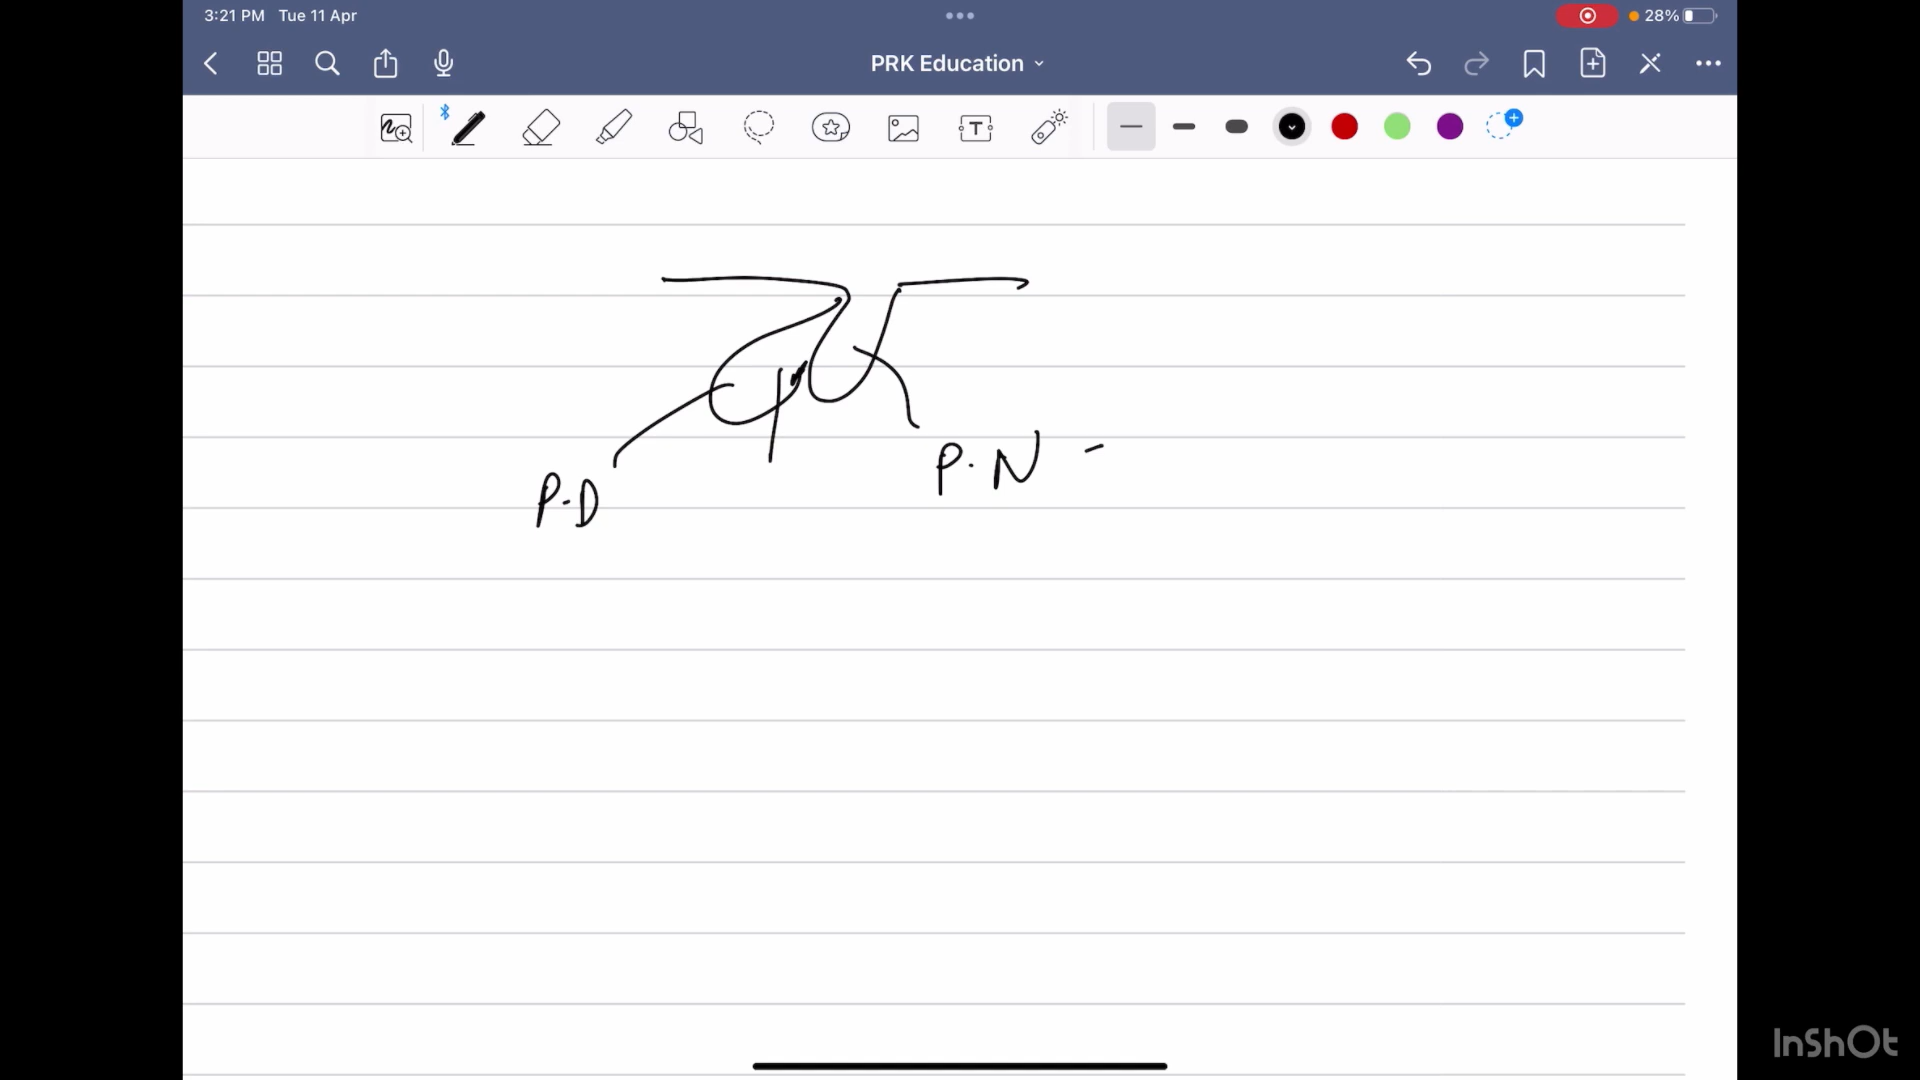 3:21 PM Tue 11 Apr
28%
PRK Education
T
P.N -
P.D
InShOt